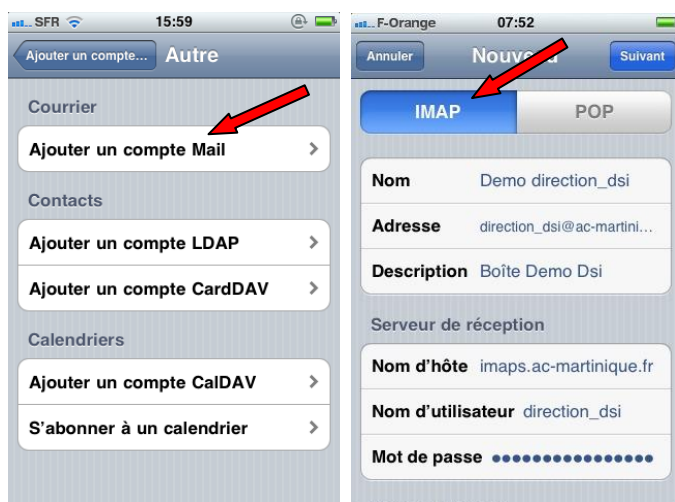 SFR 15:59
Ajouter un compte... Autre
Courrier
Ajouter un compte Mail
Contacts
Ajouter un compte LDAP
Ajouter un compte CardDAV
Calendriers
Ajouter un compte CalDAV
S'abonner à un calendrier
F-Orange 07:52
Annuler Suivant
IMAP POP
Nom Demo direction_dsi
Adresse direction_dsi@ac-martini...
Description Boîte Demo Dsi
Serveur de réception
Nom d'hôte imaps.ac-martinique.fr
Nom d'utilisateur direction_dsi
Mot de passe ●●●●●●●●●●●●●●●●